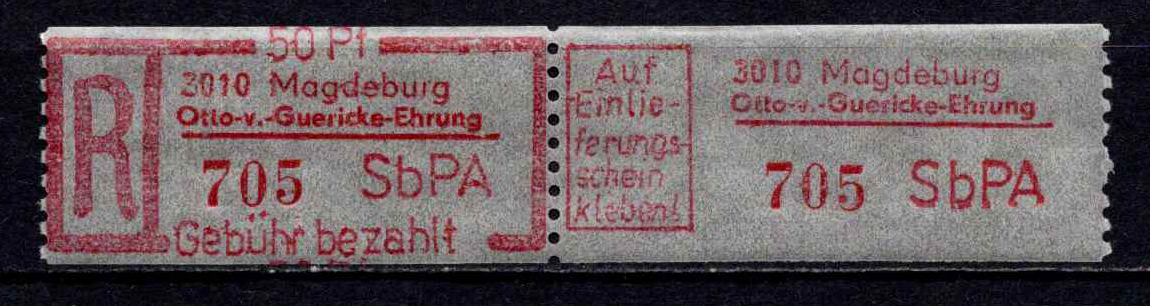 50 Pf
R
3010 Magdeburg
Otto-v.-Guericke-Ehrung
705 SbPA
Gebühr bezahlt
Auf
Einlie-
ferungs-
schein
kleben!
3010 Magdeburg
Otto-v.-Guericke-Ehrung
705 SbPA